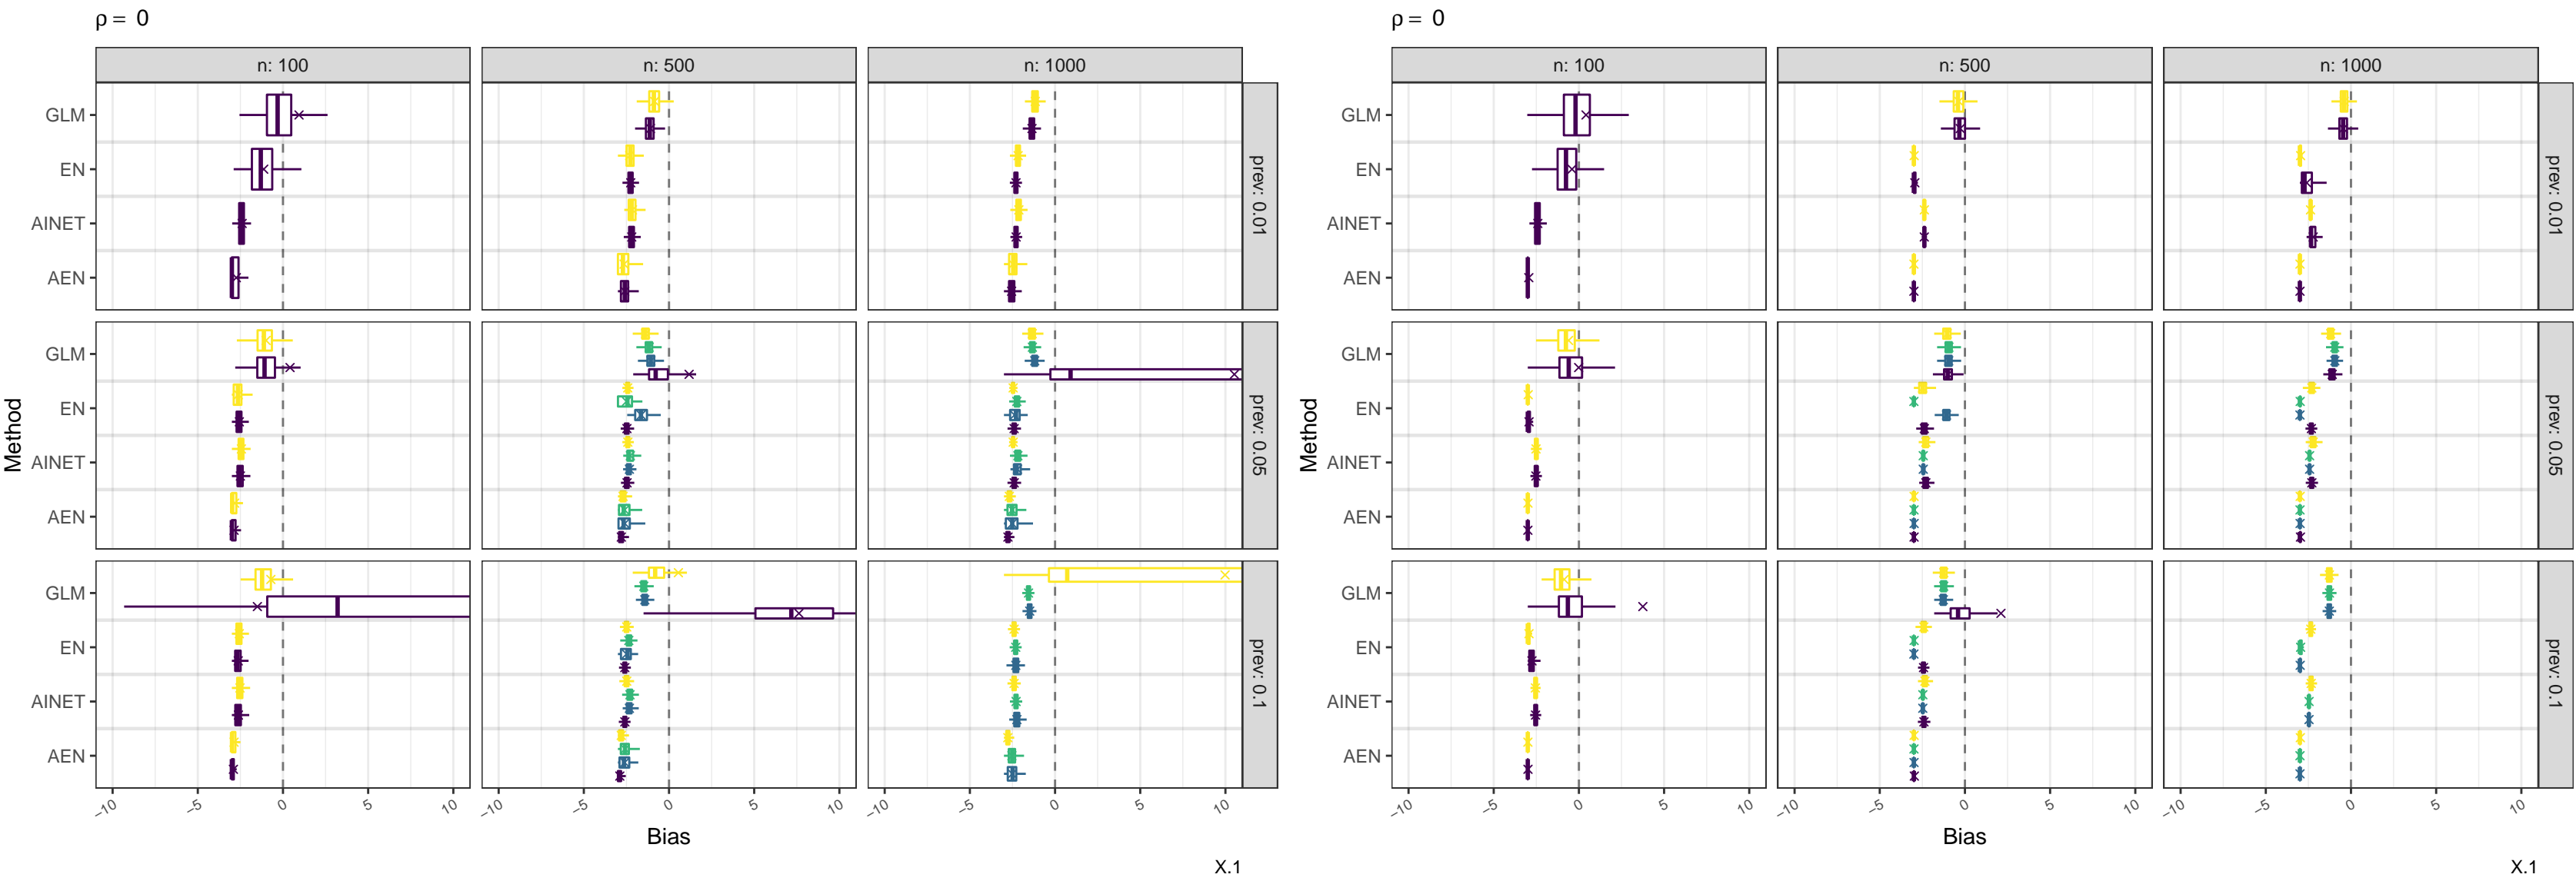 ρ = 0
n: 100 n: 500 n: 1000
GLM
EN
AINET
AEN
prev: 0.01
GLM
EN
AINET
AEN
prev: 0.05
GLM
EN
AINET
AEN
prev: 0.1
Method
−10 −5 0 5 10 −10 −5 0 5 10 −10 −5 0 5 10
Bias
X.1
ρ = 0
n: 100 n: 500 n: 1000
GLM
EN
AINET
AEN
prev: 0.01
GLM
EN
AINET
AEN
prev: 0.05
GLM
EN
AINET
AEN
prev: 0.1
Method
−10 −5 0 5 10 −10 −5 0 5 10 −10 −5 0 5 10
Bias
X.1